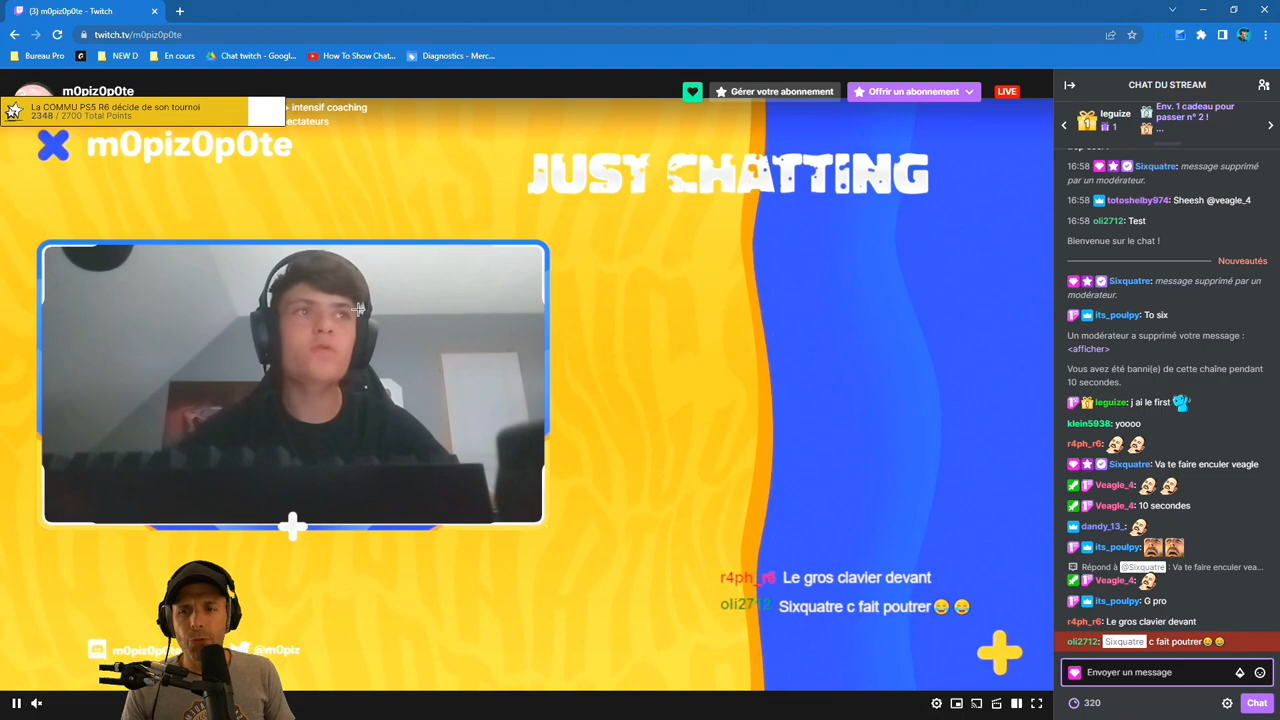 (3) m0piz0p0te - Twitch
twitch.tv/m0piz0p0te
Bureau Pro
NEW D
En cours
Chat twitch - Googl...
How To Show Chat...
Diagnostics - Merc...
m0piz0p0te
La COMMU PS5 R6 décide de son tournoi
2348 / 2700 Total Points
+ intensif coaching
ectateurs
Gérer votre abonnement
Offrir un abonnement
LIVE
m0piz0p0te
JUST CHATTING
r4ph_r6 Le gros clavier devant
oli2712 Sixquatre c fait poutrer😂 😂
m0piz0p0te
@m0piz
CHAT DU STREAM
leguize
1
Env. 1 cadeau pour
passer n° 2 !
...
16:58 Sixquatre: message supprimé
par un modérateur.
16:58 totoshelby974: Sheesh @veagle_4
16:58 oli2712: Test
Bienvenue sur le chat !
Nouveautés
Sixquatre: message supprimé par un
modérateur.
its_poulpy: To six
Un modérateur a supprimé votre message :
<afficher>
Vous avez été banni(e) de cette chaîne pendant
10 secondes.
leguize: j ai le first
klein5938: yoooo
r4ph_r6:
Sixquatre: Va te faire enculer veagle
Veagle_4:
Veagle_4: 10 secondes
dandy_13_:
its_poulpy:
Répond à @Sixquatre : Va te faire enculer vea...
Veagle_4:
its_poulpy: G pro
r4ph_r6: Le gros clavier devant
oli2712: Sixquatre c fait poutrer😂 😂
Envoyer un message
320
Chat